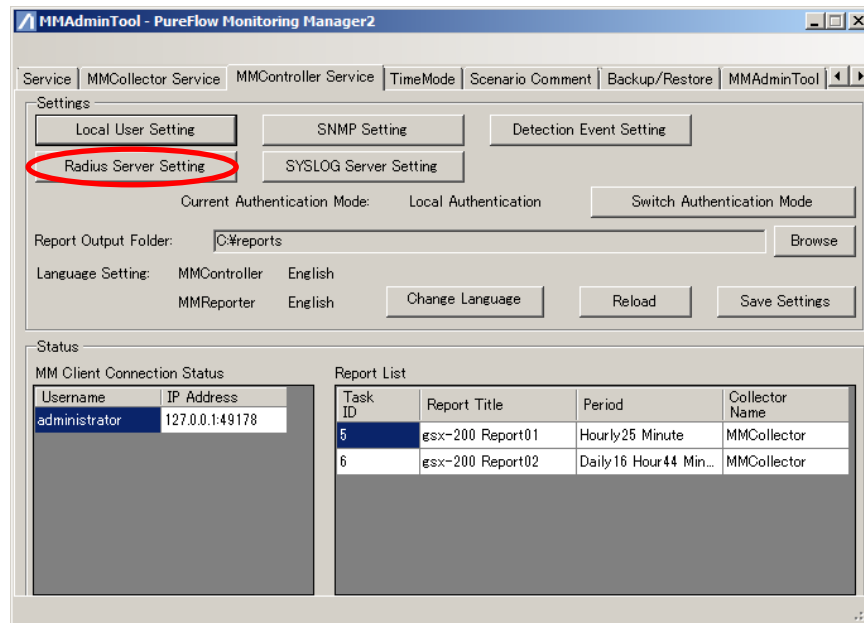 MMAdminTool - PureFlow Monitoring Manager2
Service MMCollector Service MMController Service TimeMode Scenario Comment Backup/Restore MMAdminTool
Settings
Local User Setting SNMP Setting Detection Event Setting
Radius Server Setting SYSLOG Server Setting
Current Authentication Mode: Local Authentication Switch Authentication Mode
Report Output Folder: C:¥reports Browse
Language Setting: MMController English
MMReporter English Change Language Reload Save Settings
Status
MM Client Connection Status
Username IP Address
administrator 127.0.0.1:49178
Report List
Task ID Report Title Period Collector Name
5 gsx-200 Report01 Hourly25 Minute MMCollector
6 gsx-200 Report02 Daily16 Hour44 Min... MMCollector